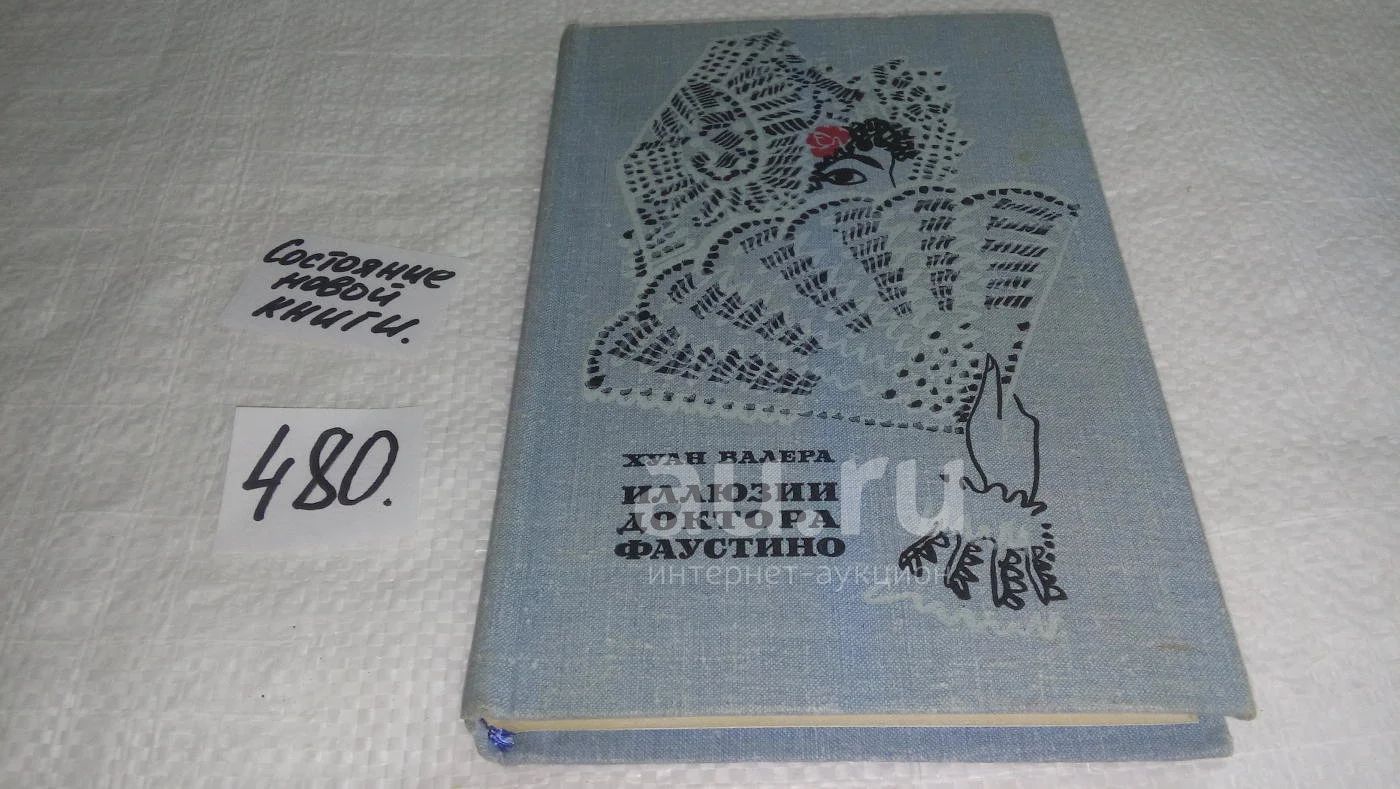 Состояние
новой
книги.
480.
ХУАН ВАЛЕРА
ИЛЛЮЗИИ
ДОКТОРА
ФАУСТИНО
au.ru
интернет-аукцион